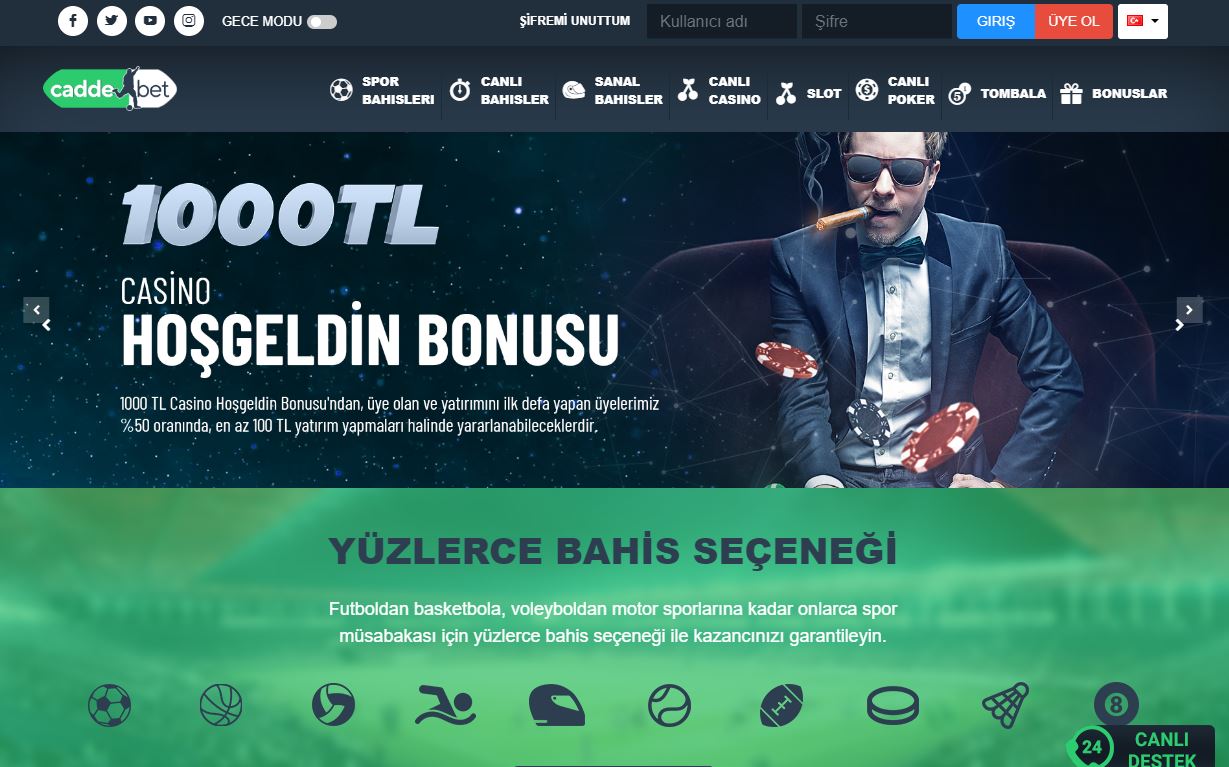 GECE MODU
ŞİFREMİ UNUTTUM
Kullanıcı adı
Şifre
GIRIŞ
ÜYE OL
caddebet
SPOR
BAHISLERI
CANLI
BAHISLER
SANAL
BAHISLER
CANLI
CASINO
SLOT
CANLI
POKER
TOMBALA
BONUSLAR
1000TL
CASİNO
HOŞGELDİN BONUSU
1000 TL Casino Hoşgeldin Bonusu'ndan, üye olan ve yatırımını ilk defa yapan üyelerimiz
%50 oranında, en az 100 TL yatırım yapmaları halinde yararlanabileceklerdir.
YÜZLERCE BAHİS SEÇENEĞİ
Futboldan basketbola, voleyboldan motor sporlarına kadar onlarca spor
müsabakası için yüzlerce bahis seçeneği ile kazancınızı garantileyin.
8
24
CANLI
DESTEK